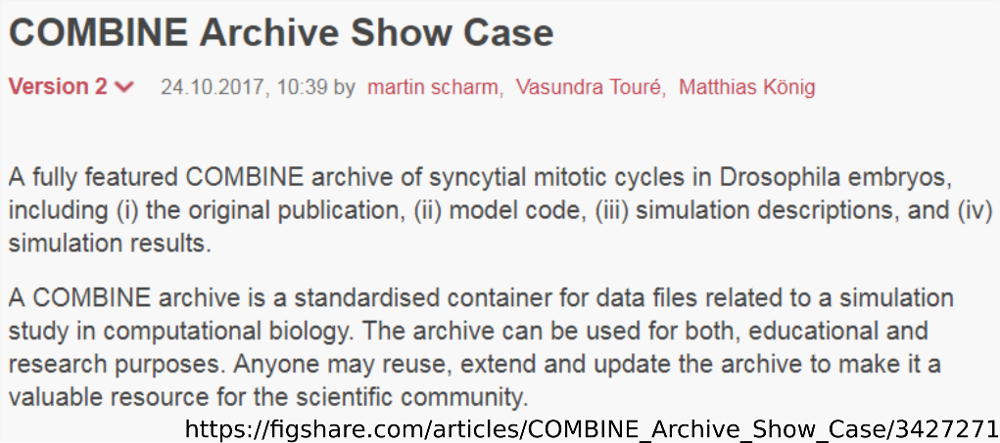 COMBINE Archive Show Case
Version 2 24.10.2017, 10:39 by martin scharm, Vasundra Touré, Matthias König
A fully featured COMBINE archive of syncytial mitotic cycles in Drosophila embryos,
including (i) the original publication, (ii) model code, (iii) simulation descriptions, and (iv)
simulation results.
A COMBINE archive is a standardised container for data files related to a simulation
study in computational biology. The archive can be used for both, educational and
research purposes. Anyone may reuse, extend and update the archive to make it a
valuable resource for the scientific community.
https://figshare.com/articles/COMBINE_Archive_Show_Case/3427271